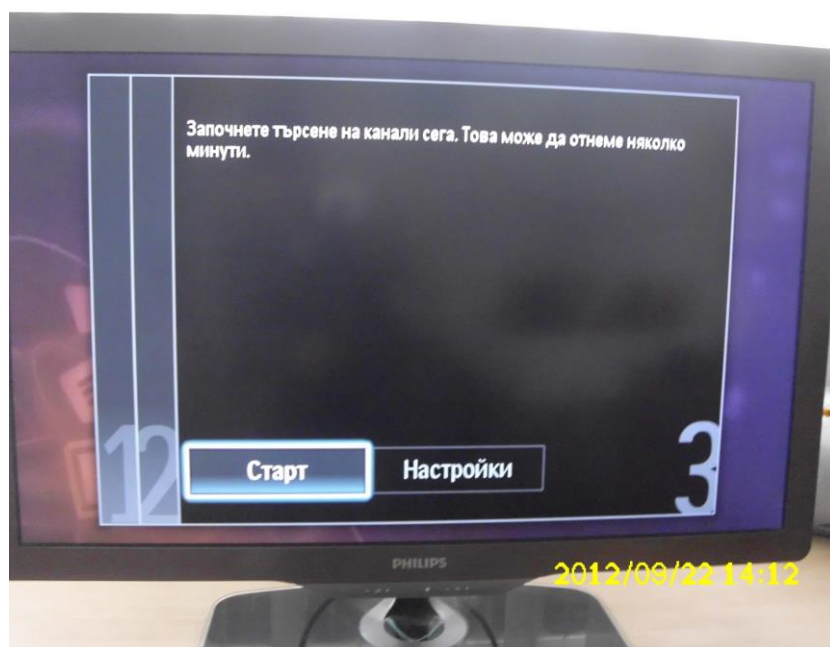 Започнете търсене на канали сега. Това може да отнеме няколко
минути.
1
2
3
Старт
Настройки
PHILIPS
2012/09/22 14:12